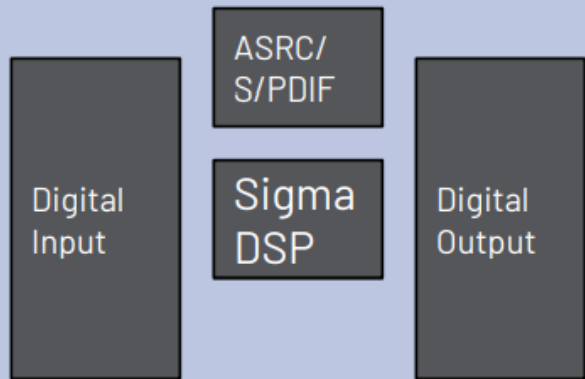 ASRC/
S/PDIF
Digital
Input
Sigma
DSP
Digital
Output